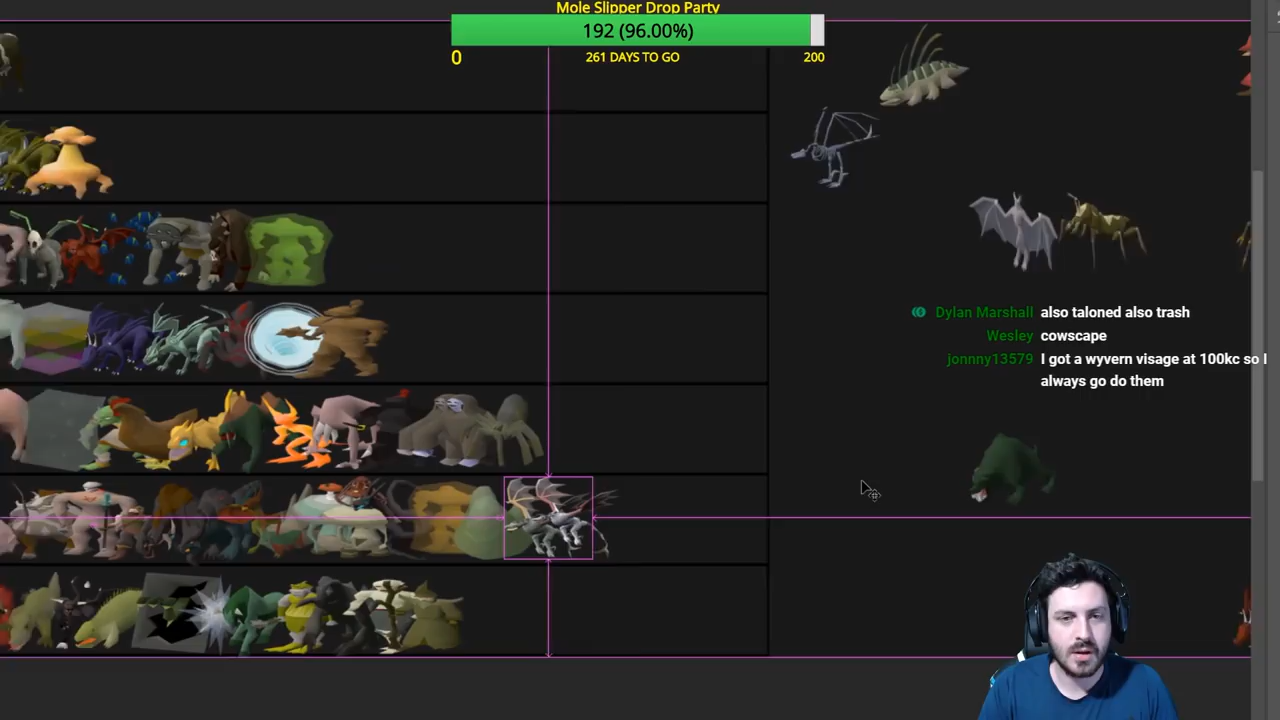 Mole Slipper Drop Party
192 (96.00%)
0
261 DAYS TO GO
200
Dylan Marshall also taloned also trash
Wesley cowscape
jonnny13579 I got a wyvern visage at 100kc so I
always go do them